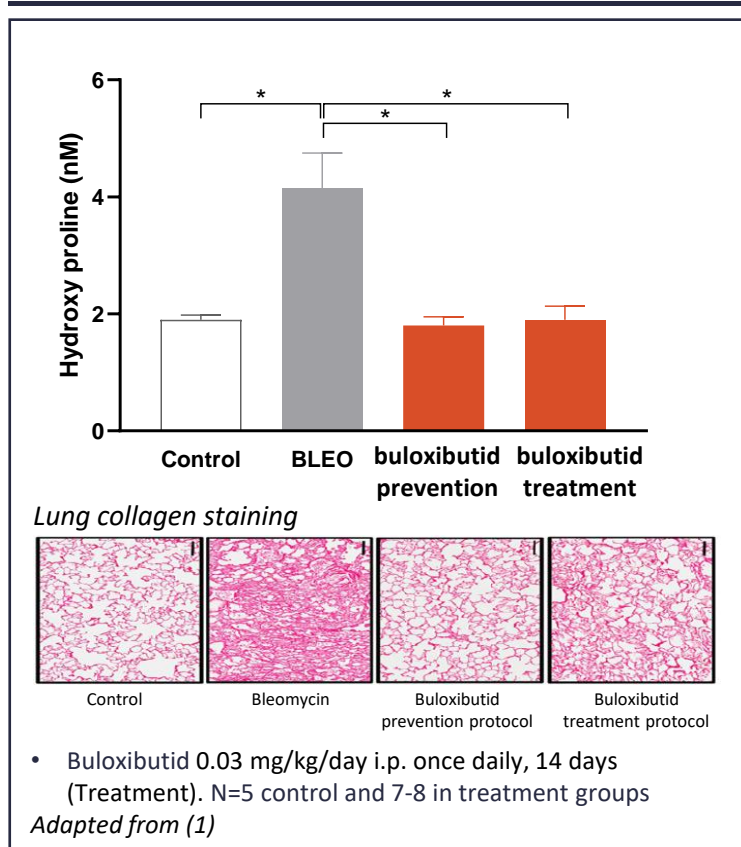 6
4
2
0
Hydroxy proline (nM)
*
*
*
Control
BLEO
buloxibutid
prevention
buloxibutid
treatment
Lung collagen staining
Control
Bleomycin
Buloxibutid
prevention protocol
Buloxibutid
treatment protocol
• Buloxibutid 0.03 mg/kg/day i.p. once daily, 14 days
(Treatment). N=5 control and 7-8 in treatment groups
Adapted from (1)